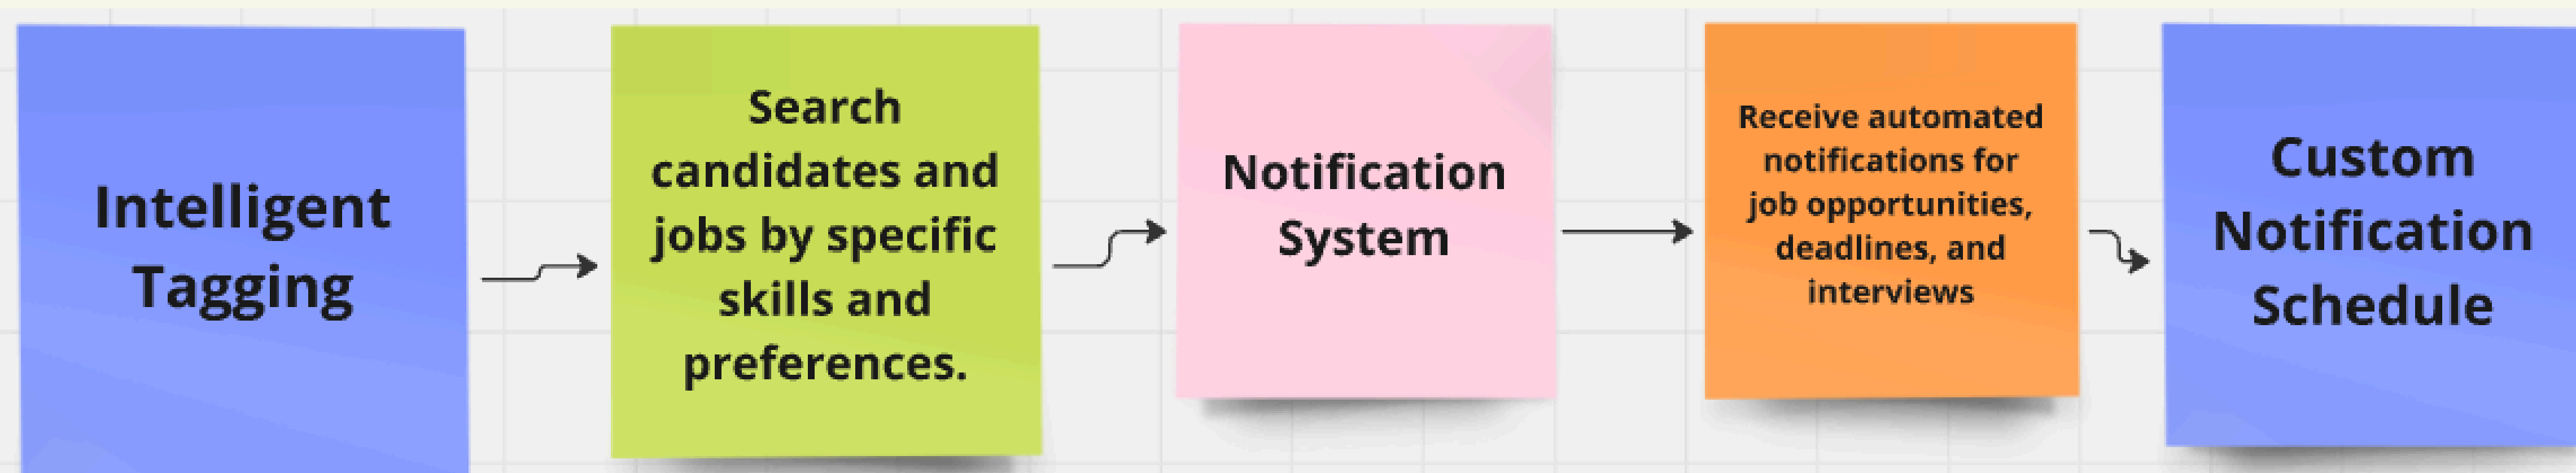 Intelligent
Tagging
Search
candidates and
jobs by specific
skills and
preferences.
Notification
System
Receive automated
notifications for
job opportunities,
deadlines, and
interviews
Custom
Notification
Schedule